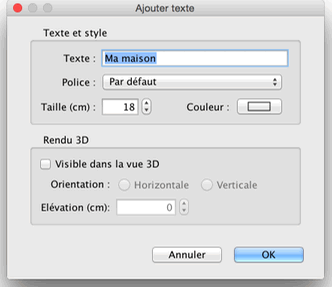 Ajouter texte
Texte et style
Texte : Ma maison
Police : Par défaut
Taille (cm) : 18 Couleur :
Rendu 3D
Visible dans la vue 3D
Orientation : Horizontale Verticale
Elévation (cm): 0
Annuler OK